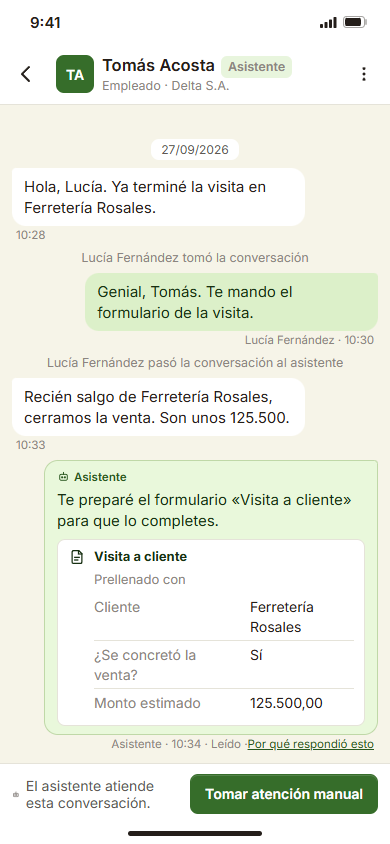 9:41
Tomás Acosta Asistente
TA
Empleado · Delta S.A.
27/09/2026
Hola, Lucía. Ya terminé la visita en
Ferretería Rosales.
10:28
Lucía Fernández tomó la conversación
Genial, Tomás. Te mando el
formulario de la visita.
Lucía Fernández · 10:30
Lucía Fernández pasó la conversación al asistente
Recién salgo de Ferretería Rosales,
cerramos la venta. Son unos 125.500.
10:33
Asistente
Te preparé el formulario «Visita a cliente»
para que lo completes.
Visita a cliente
Prellenado con
Cliente Ferretería
Rosales
¿Se concretó la Sí
venta?
Monto estimado 125.500,00
Asistente · 10:34 · Leído ·Por qué respondió esto
El asistente atiende
esta conversación.
Tomar atención manual